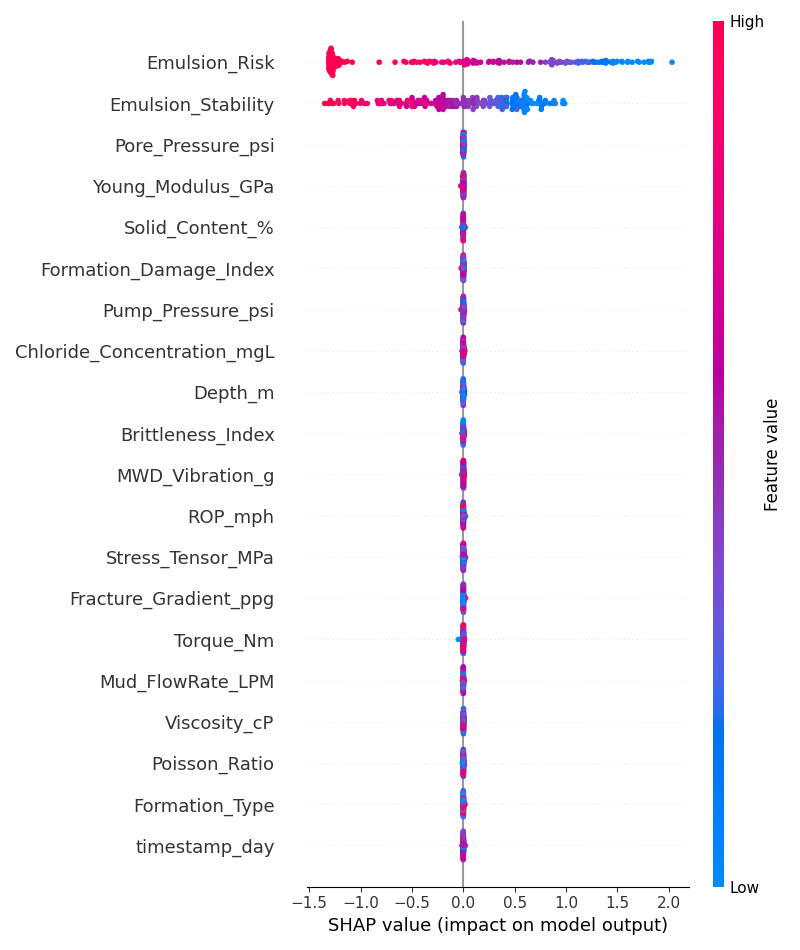 High
Emulsion_Risk
Emulsion_Stability
Pore_Pressure_psi
Young_Modulus_GPa
Solid_Content_%
Formation_Damage_Index
Pump_Pressure_psi
Chloride_Concentration_mgL
Depth_m
Brittleness_Index
MWD_Vibration_g
ROP_mph
Stress_Tensor_MPa
Fracture_Gradient_ppg
Torque_Nm
Mud_FlowRate_LPM
Viscosity_cP
Poisson_Ratio
Formation_Type
timestamp_day
Feature value
Low
−1.5 −1.0 −0.5 0.0 0.5 1.0 1.5 2.0
SHAP value (impact on model output)